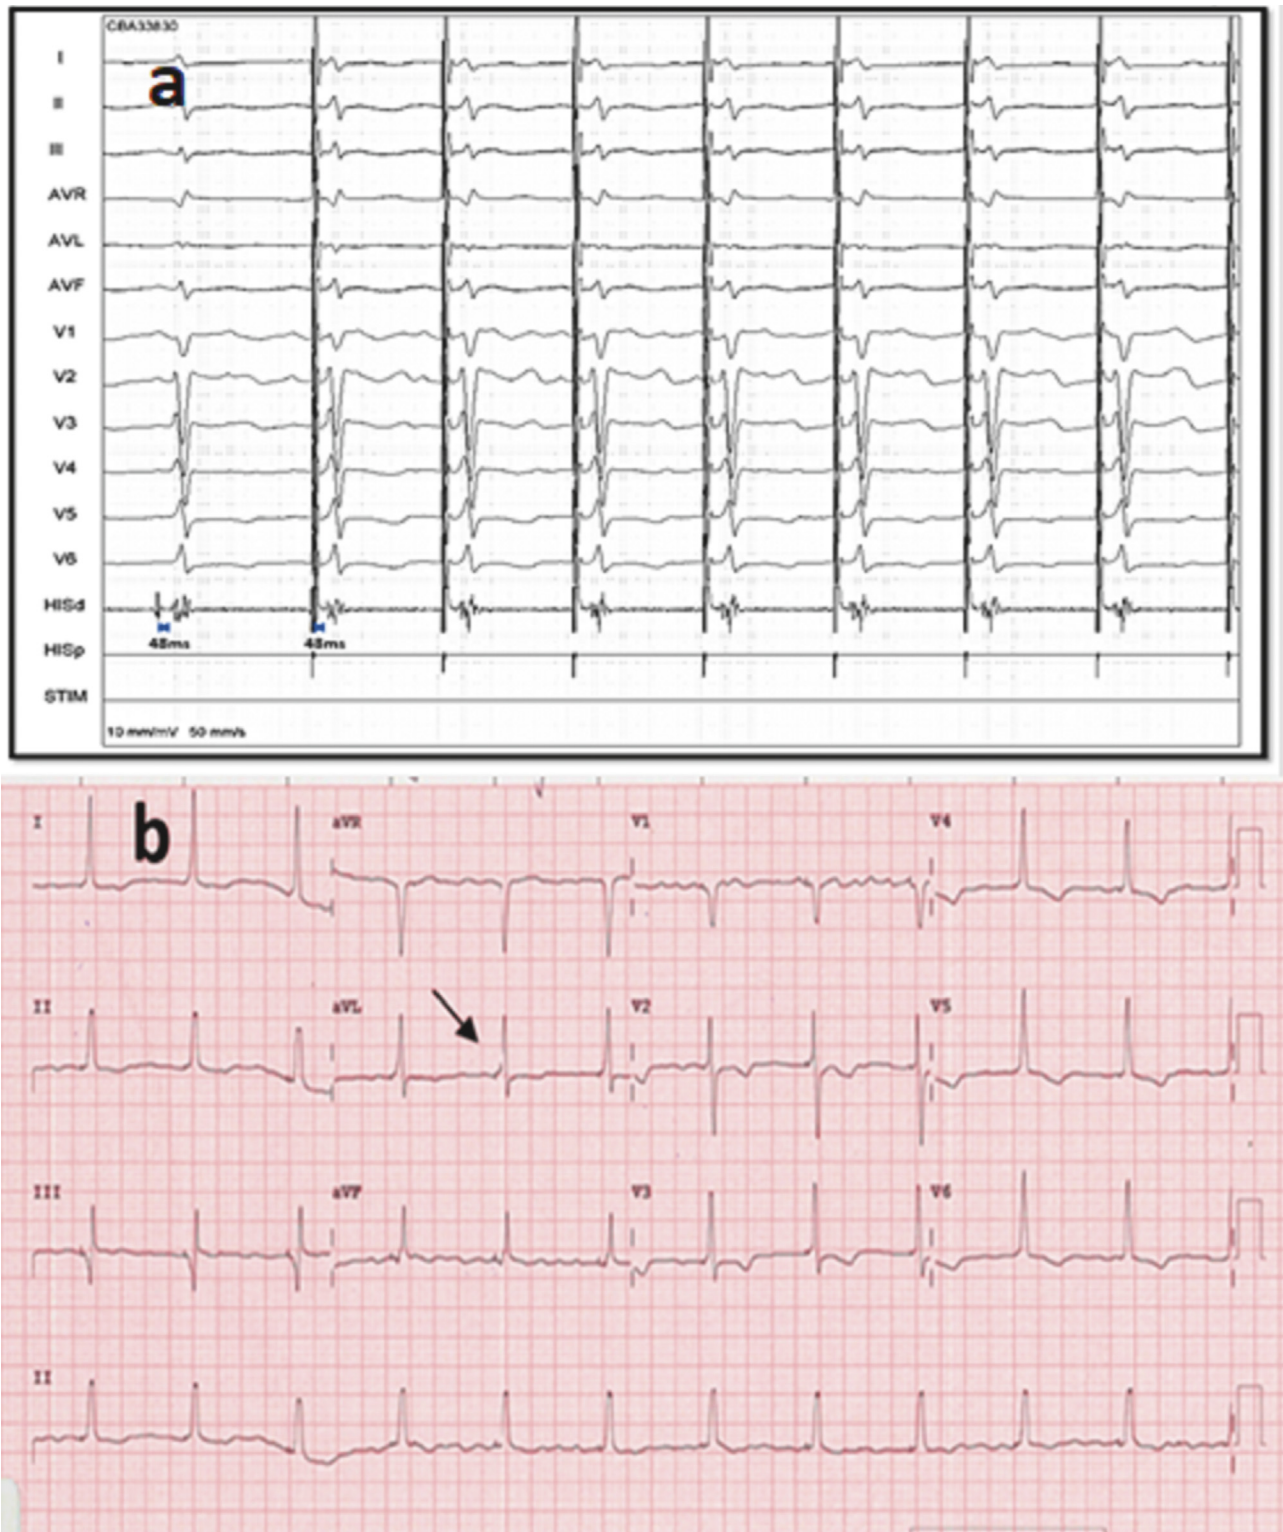 CBA33830
a
I
II
III
AVR
AVL
AVF
V1
V2
V3
V4
V5
V6
HISd
48ms 48ms
HISp
STIM
10 mm/mV 50 mm/s
b
I aVR V1 V4
II aVL V2 V5
III aVF V3 V6
II